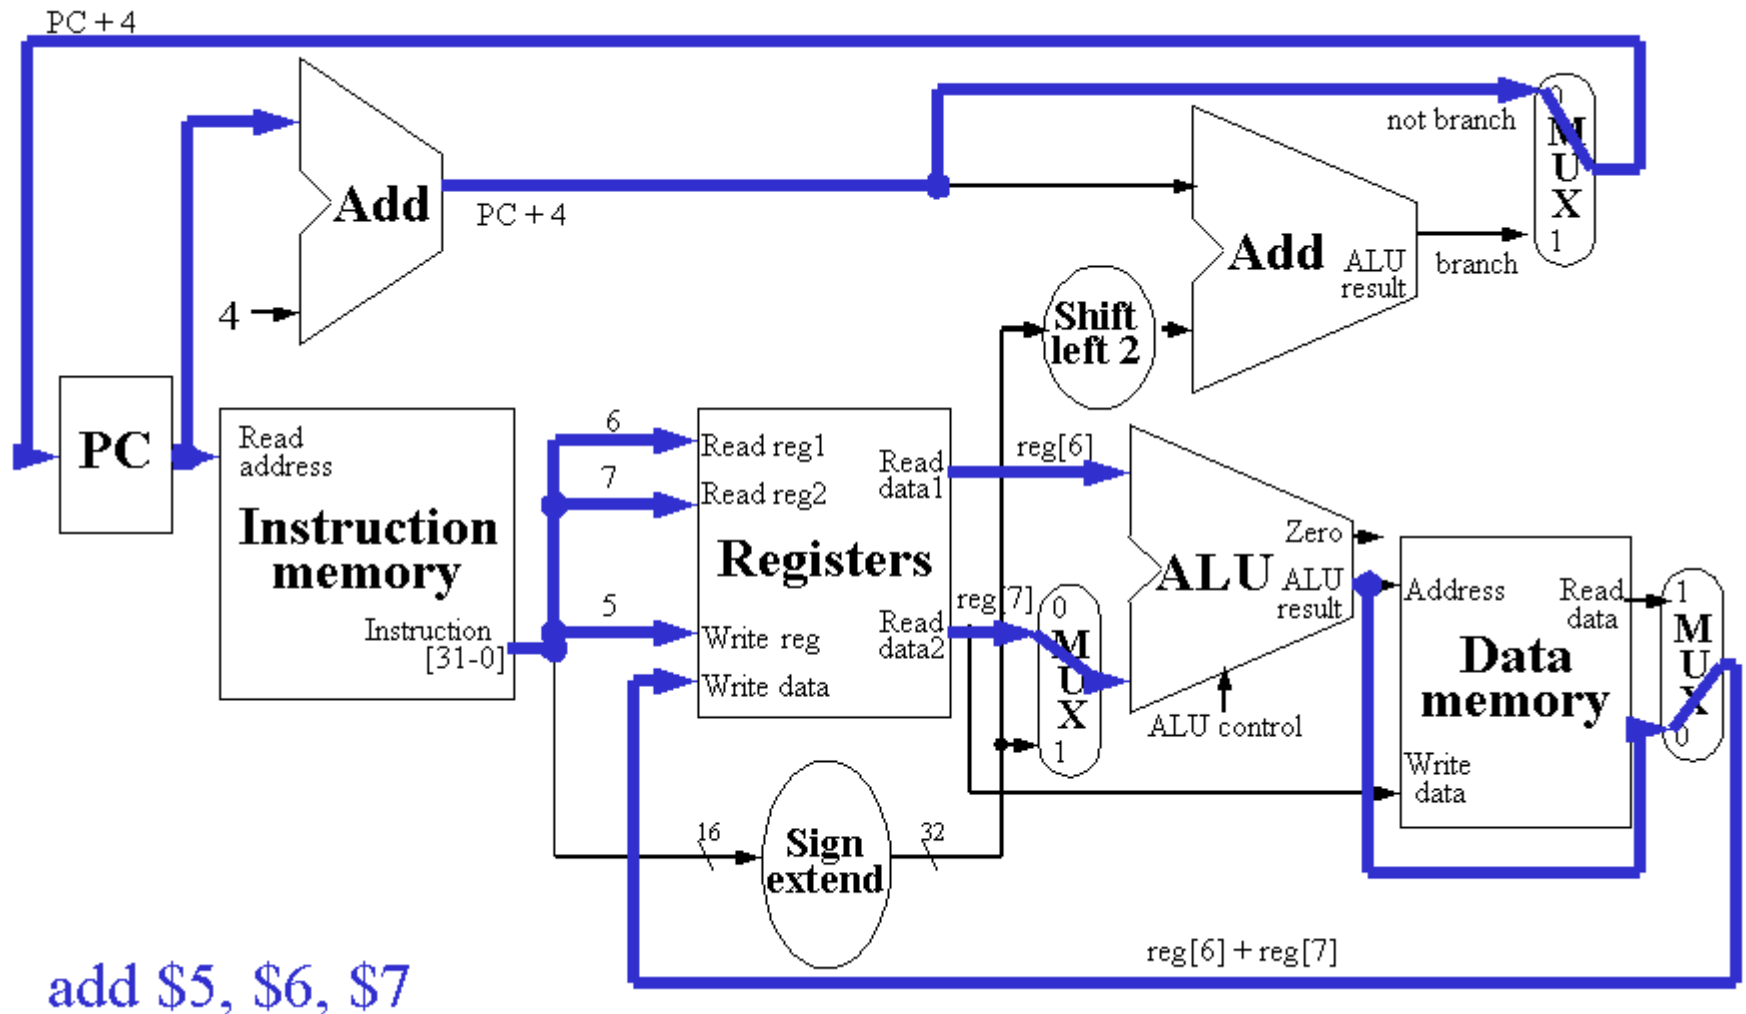 PC + 4
not branch
0
M
U
X
1
Add
PC + 4
4
Add
ALU
result
branch
Shift
left 2
PC
Read
address
Instruction
memory
Instruction
[31-0]
6
7
5
Read reg1
Read reg2
Registers
Write reg
Write data
Read
data1
Read
data2
reg[6]
reg[7]
0
M
U
X
1
Zero
ALU
ALU
result
ALU control
Address
Read
data
Data
memory
Write
data
1
M
U
X
0
16
Sign
extend
32
reg[6] + reg[7]
add $5, $6, $7